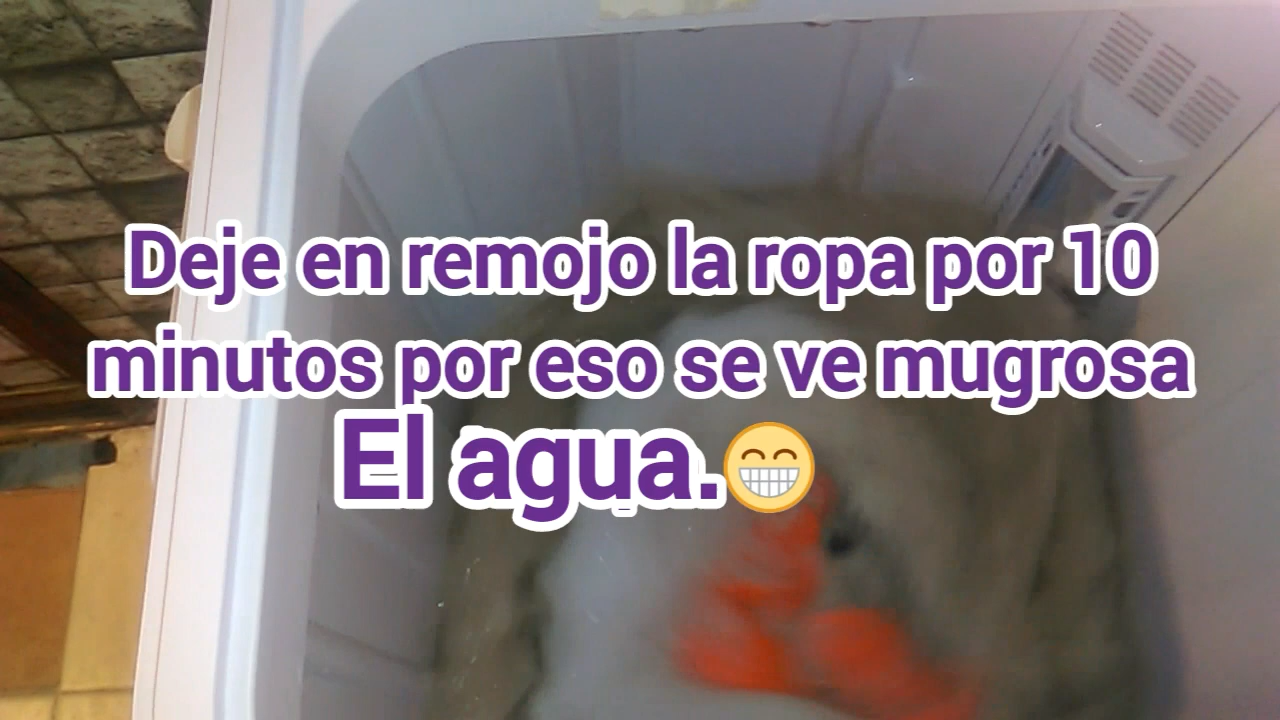 Deje en remojo la ropa por 10
minutos por eso se ve mugrosa
El agua.😁